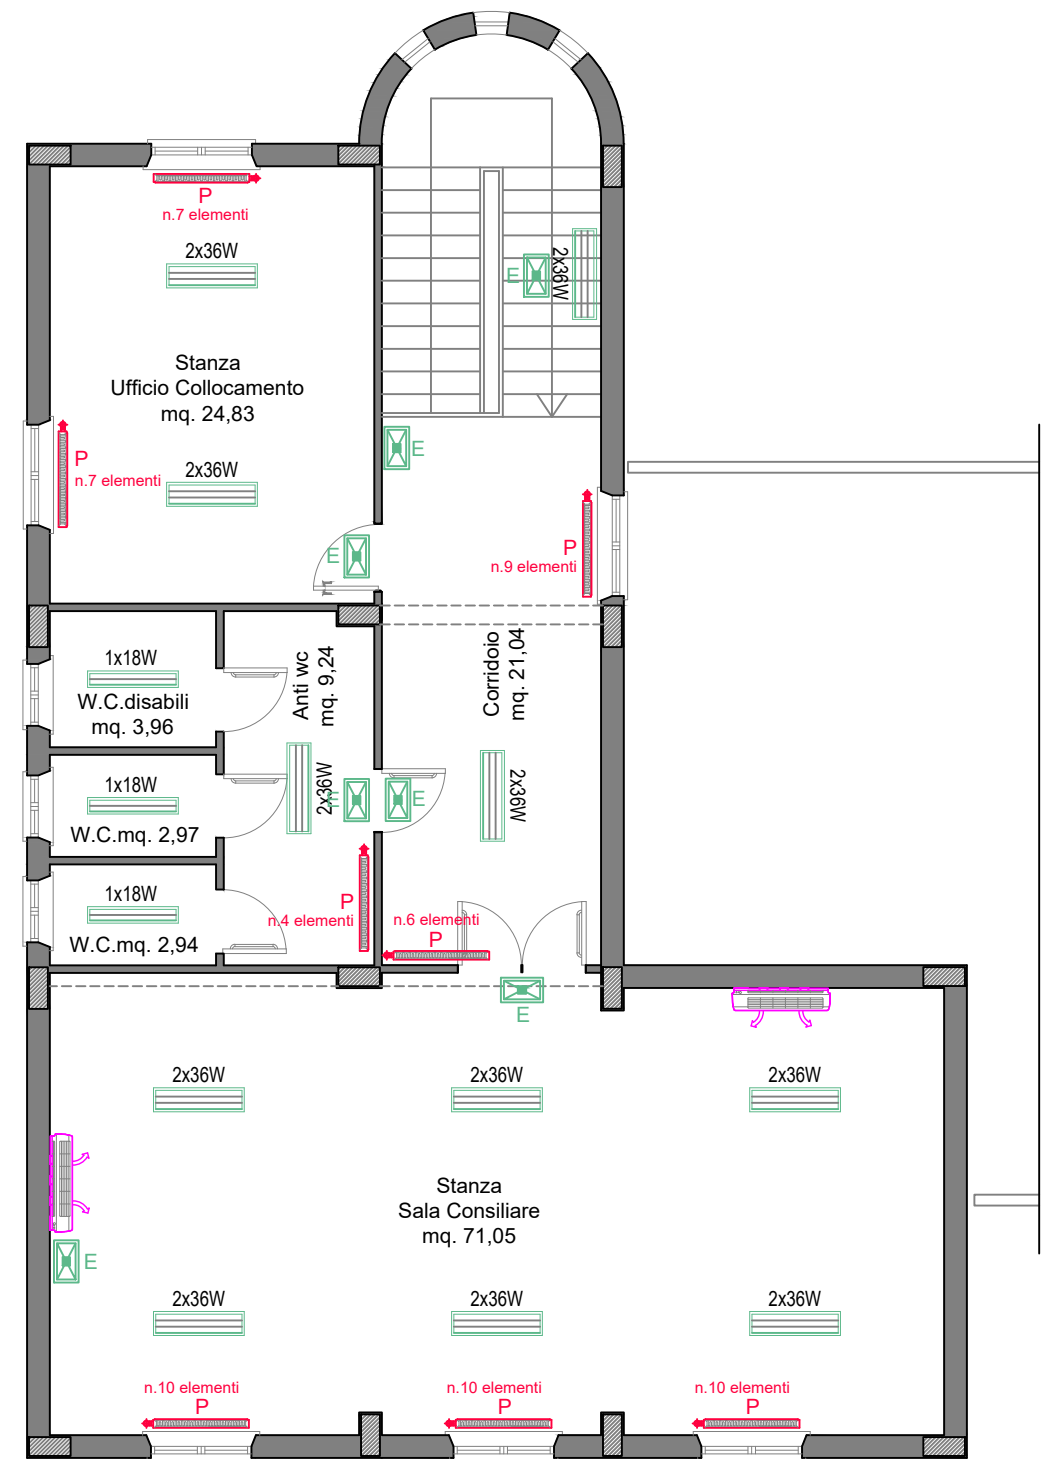 P
n.7 elementi
2x36W
2x36W
E
Stanza
Ufficio Collocamento
mq. 24,83
P
n.7 elementi
2x36W
E
E
P
n.9 elementi
1x18W
W.C.disabili
mq. 3,96
Anti wc
mq. 9,24
Corridoio
mq. 21,04
1x18W
W.C.mq. 2,97
2x36W
E
E
2x36W
1x18W
W.C.mq. 2,94
P
n.4 elementi
n.6 elementi
P
E
2x36W
2x36W
2x36W
Stanza
Sala Consiliare
mq. 71,05
E
2x36W
2x36W
2x36W
n.10 elementi
P
n.10 elementi
P
n.10 elementi
P